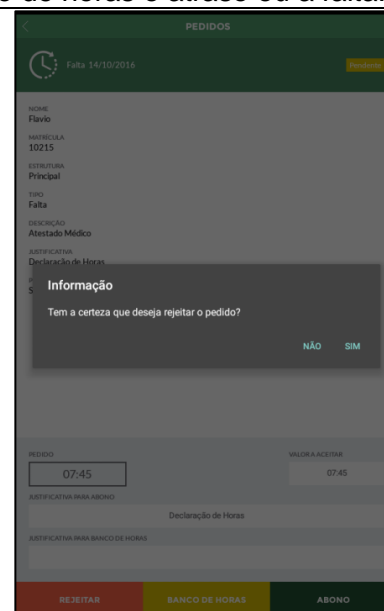 PEDIDOS
Falta 14/10/2016
Pendente
NOME
Flavio
MATRÍCULA
10215
ESTRUTURA
Principal
TIPO
Falta
DESCRIÇÃO
Atestado Médico
JUSTIFICATIVA
Declaração de Horas
Informação
Tem a certeza que deseja rejeitar o pedido?
NÃO SIM
PEDIDO VALOR A ACEITAR
07:45 07:45
JUSTIFICATIVA PARA ABONO
Declaração de Horas
JUSTIFICATIVA PARA BANCO DE HORAS
REJEITAR BANCO DE HORAS ABONO